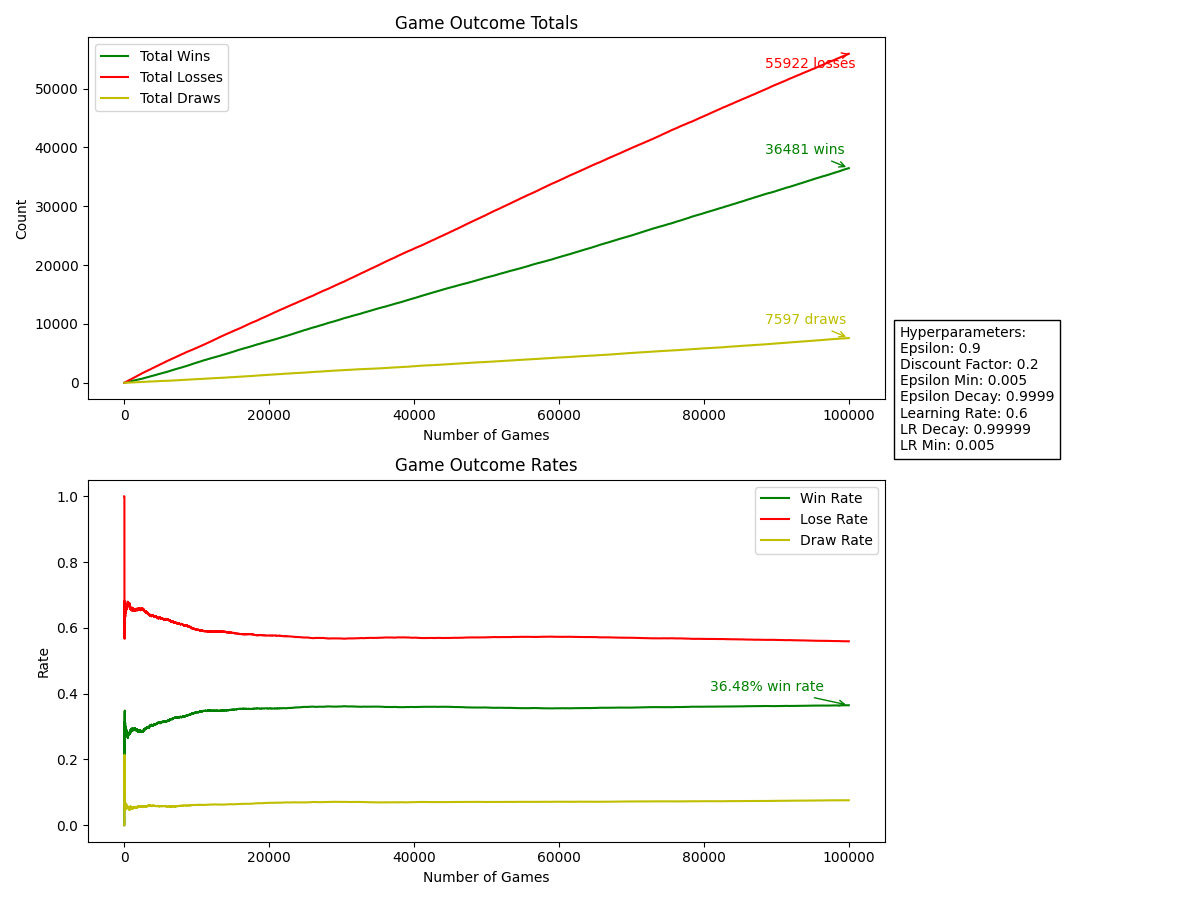 Game Outcome Totals
Total Wins
Total Losses
Total Draws
55922 losses
36481 wins
7597 draws
50000
40000
30000
20000
10000
0
Count
0
20000
40000
60000
80000
100000
Number of Games
Hyperparameters:
Epsilon: 0.9
Discount Factor: 0.2
Epsilon Min: 0.005
Epsilon Decay: 0.9999
Learning Rate: 0.6
LR Decay: 0.99999
LR Min: 0.005
Game Outcome Rates
Win Rate
Lose Rate
Draw Rate
36.48% win rate
1.0
0.8
0.6
0.4
0.2
0.0
Rate
0
20000
40000
60000
80000
100000
Number of Games